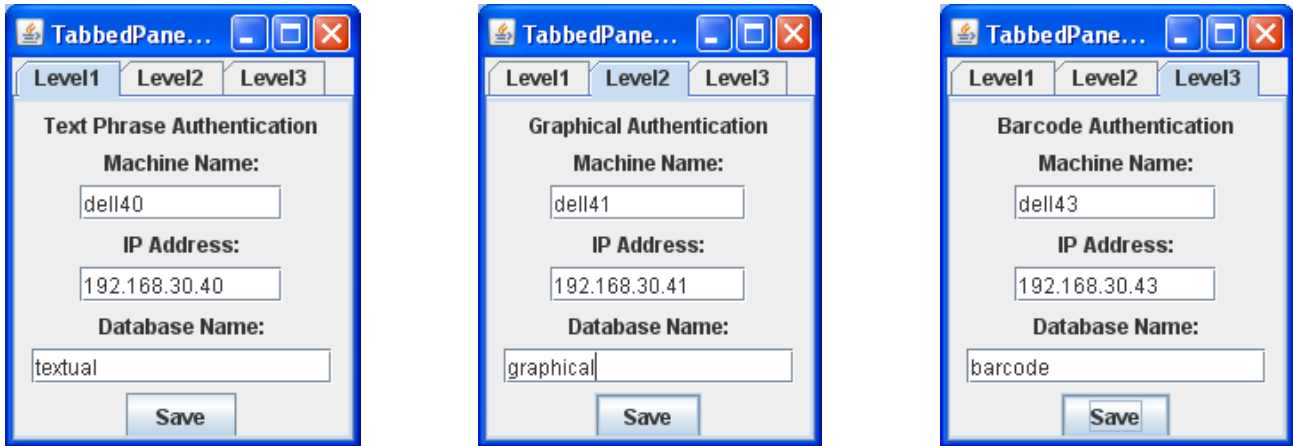 TabbedPane...
Level1 Level2 Level3
Text Phrase Authentication
Machine Name:
dell40
IP Address:
192.168.30.40
Database Name:
textual
Save
TabbedPane...
Level1 Level2 Level3
Graphical Authentication
Machine Name:
dell41
IP Address:
192.168.30.41
Database Name:
graphical
Save
TabbedPane...
Level1 Level2 Level3
Barcode Authentication
Machine Name:
dell43
IP Address:
192.168.30.43
Database Name:
barcode
Save